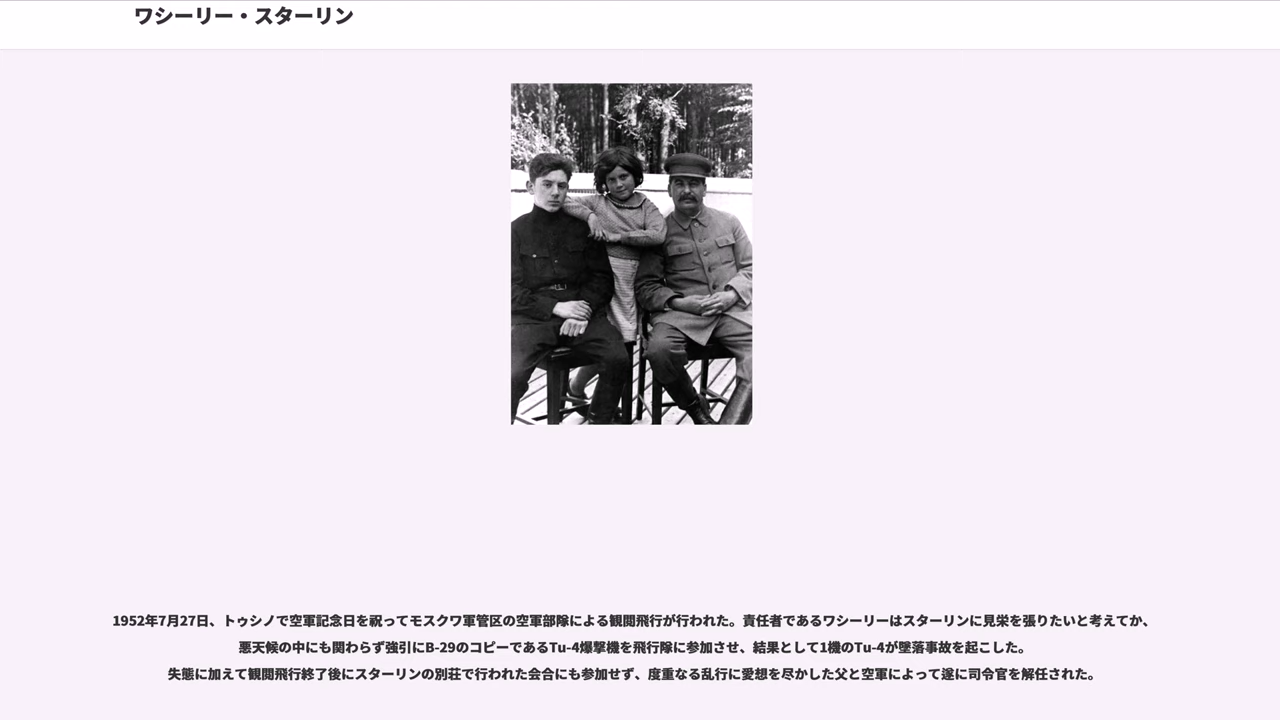 ワシーリー・スターリン
1952年7月27日、トゥシノで空軍記念日を祝ってモスクワ軍管区の空軍部隊による観閲飛行が行われた。責任者であるワシーリーはスターリンに見栄を張りたいと考えてか、
悪天候の中にも関わらず強引にB-29のコピーであるTu-4爆撃機を飛行隊に参加させ、結果として1機のTu-4が墜落事故を起こした。
失態に加えて観閲飛行終了後にスターリンの別荘で行われた会合にも参加せず、度重なる乱行に愛想を尽かした父と空軍によって遂に司令官を解任された。